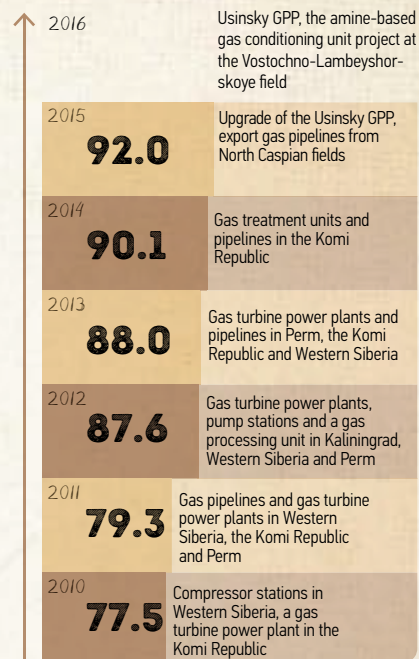 2016
Usinsky GPP, the amine-based
gas conditioning unit project at
the Vostochno-Lambeyshor-
skoye field
2015
92.0
Upgrade of the Usinsky GPP,
export gas pipelines from
North Caspian fields
2014
90.1
Gas treatment units and
pipelines in the Komi
Republic
2013
88.0
Gas turbine power plants and
pipelines in Perm, the Komi
Republic and Western Siberia
2012
87.6
Gas turbine power plants,
pump stations and a gas
processing unit in Kaliningrad,
Western Siberia and Perm
2011
79.3
Gas pipelines and gas turbine
power plants in Western
Siberia, the Komi Republic
and Perm
2010
77.5
Compressor stations in
Western Siberia, a gas
turbine power plant in the
Komi Republic